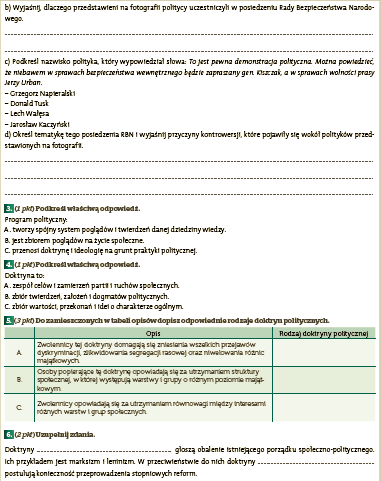 b) Wyjaśnij, dlaczego przedstawieni na fotografii politycy uczestniczyli w posiedzeniu Rady Bezpieczeństwa Narodo-
wego.
c) Podkreśl nazwisko polityka, który wypowiedział słowa: To jest pewna demonstracja polityczna. Można powiedzieć,
że niebawem w sprawach bezpieczeństwa wewnętrznego będzie zapraszany gen. Kiszczak, a w sprawach wolności prasy
Jerzy Urban.
– Grzegorz Napieralski
– Donald Tusk
– Lech Wałęsa
– Jarosław Kaczyński
d) Określ tematykę tego posiedzenia RBN i wyjaśnij przyczyny kontrowersji, które pojawiły się wokół polityków przed-
stawionych na fotografii.
3. (1 pkt) Podkreśl właściwą odpowiedź.
Program polityczny:
A. tworzy spójny system poglądów i twierdzeń danej dziedziny wiedzy.
B. jest zbiorem poglądów na życie społeczne.
C. przenosi doktrynę i ideologię na grunt praktyki politycznej.
4. (1 pkt) Podkreśl właściwą odpowiedź.
Doktryna to:
A. zespół celów i zamierzeń partii i ruchów społecznych.
B. zbiór twierdzeń, założeń i dogmatów politycznych.
C. zbiór wartości, przekonań i idei o charakterze ogólnym.
5. (3 pkt) Do zamieszczonych w tabeli opisów dopisz odpowiednie rodzaje doktryn politycznych.
Opis Rodzaj doktryny politycznej
A. Zwolennicy tej doktryny domagają się zniesienia wszelkich przejawów
dyskryminacji, zlikwidowania segregacji rasowej oraz niwelowania różnic
majątkowych.
B. Osoby popierające tę doktrynę opowiadają się za utrzymaniem struktury
społecznej, w której występują warstwy i grupy o różnym poziomie mająt-
kowym.
C. Zwolennicy opowiadają się za utrzymaniem równowagi między interesami
różnych warstw i grup społecznych.
6. (2 pkt) Uzupełnij zdania.
Doktryny głoszą obalenie istniejącego porządku społeczno-politycznego.
Ich przykładem jest marksizm i leninizm. W przeciwieństwie do nich doktryny
postulują konieczność przeprowadzenia stopniowych reform.